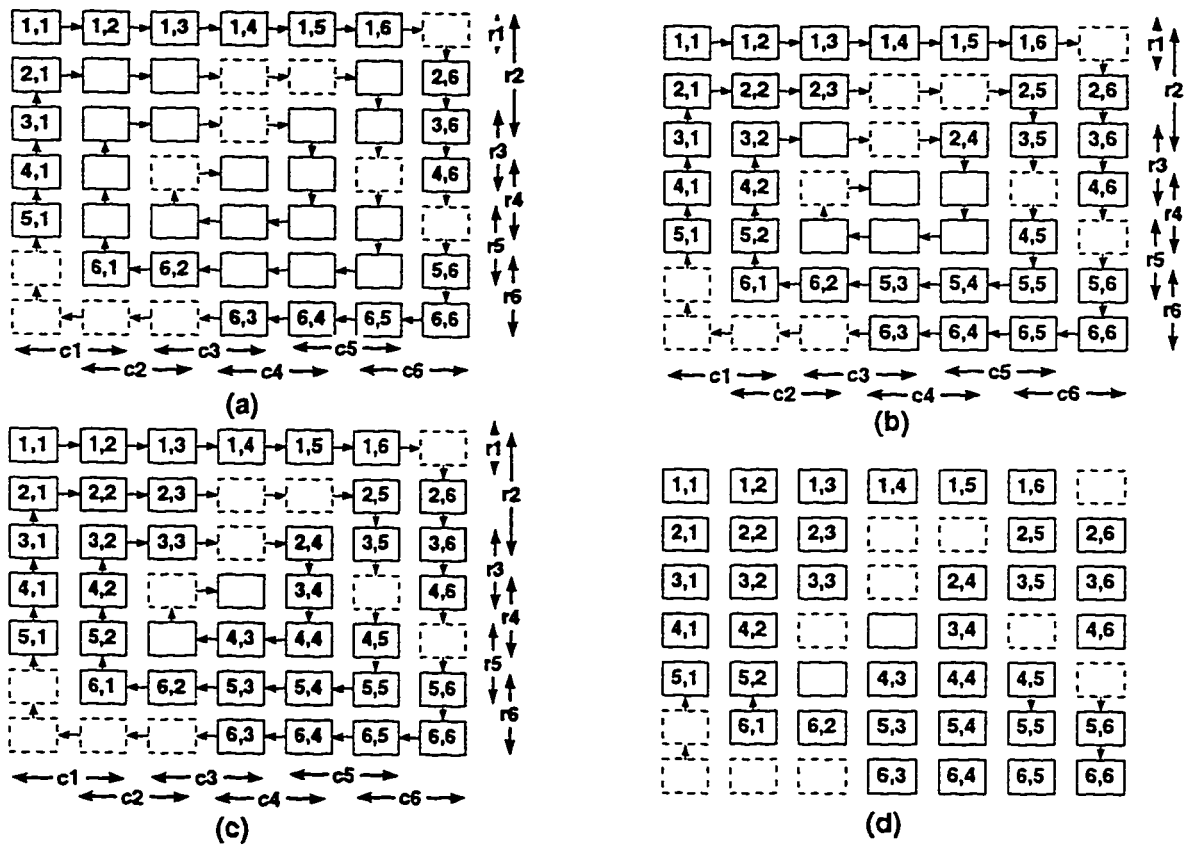 1,1 1,2 1,3 1,4 1,5 1,6 r1
r2
2,1 2,6
3,1 3,6
r3
4,1 4,6
r4
5,1
r5
6,1 6,2 5,6
r6
6,3 6,4 6,5 6,6
c1 c3 c5
c2 c4 c6
(a)
1,1 1,2 1,3 1,4 1,5 1,6 r1
r2
2,1 2,2 2,3 2,5 2,6
3,1 3,2 2,4 3,5 3,6
r3
4,1 4,2 4,6
r4
5,1 5,2 4,5
r5
6,1 6,2 5,3 5,4 5,5 5,6
r6
6,3 6,4 6,5 6,6
c1 c3 c5
c2 c4 c6
(b)
1,1 1,2 1,3 1,4 1,5 1,6 r1
r2
2,1 2,2 2,3 2,5 2,6
3,1 3,2 3,3 2,4 3,5 3,6
r3
4,1 4,2 3,4 4,6
r4
5,1 5,2 4,3 4,4 4,5
r5
6,1 6,2 5,3 5,4 5,5 5,6
r6
6,3 6,4 6,5 6,6
c1 c3 c5
c2 c4 c6
(c)
1,1 1,2 1,3 1,4 1,5 1,6
2,1 2,2 2,3 2,5 2,6
3,1 3,2 3,3 2,4 3,5 3,6
4,1 4,2 3,4 4,6
5,1 5,2 4,3 4,4 4,5
6,1 6,2 5,3 5,4 5,5 5,6
6,3 6,4 6,5 6,6
(d)